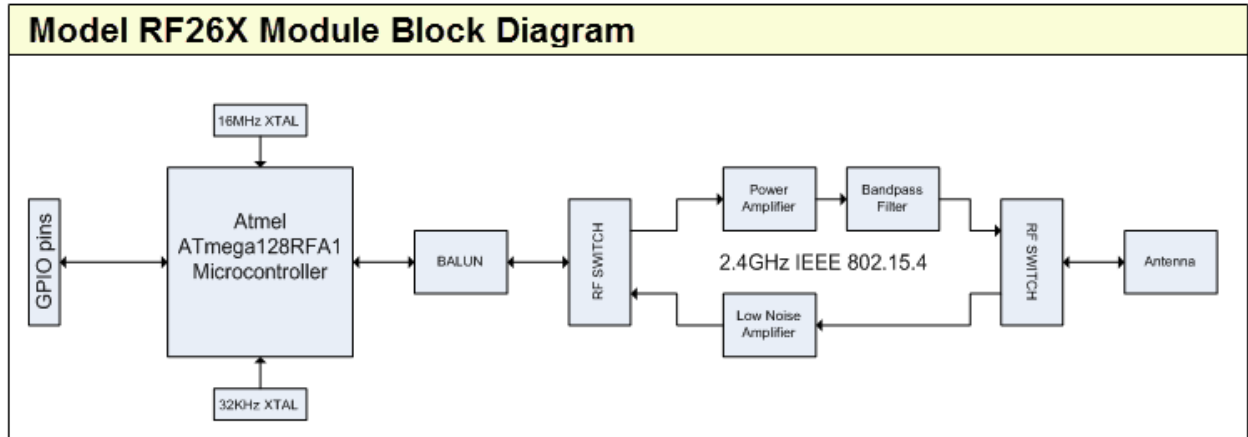 Model RF26X Module Block Diagram
16MHz XTAL
GPIO pins
Atmel
ATmega128RFA1
Microcontroller
32KHz XTAL
BALUN
RF SWITCH
Power
Amplifier
Bandpass
Filter
2.4GHz IEEE 802.15.4
Low Noise
Amplifier
RF SWITCH
Antenna